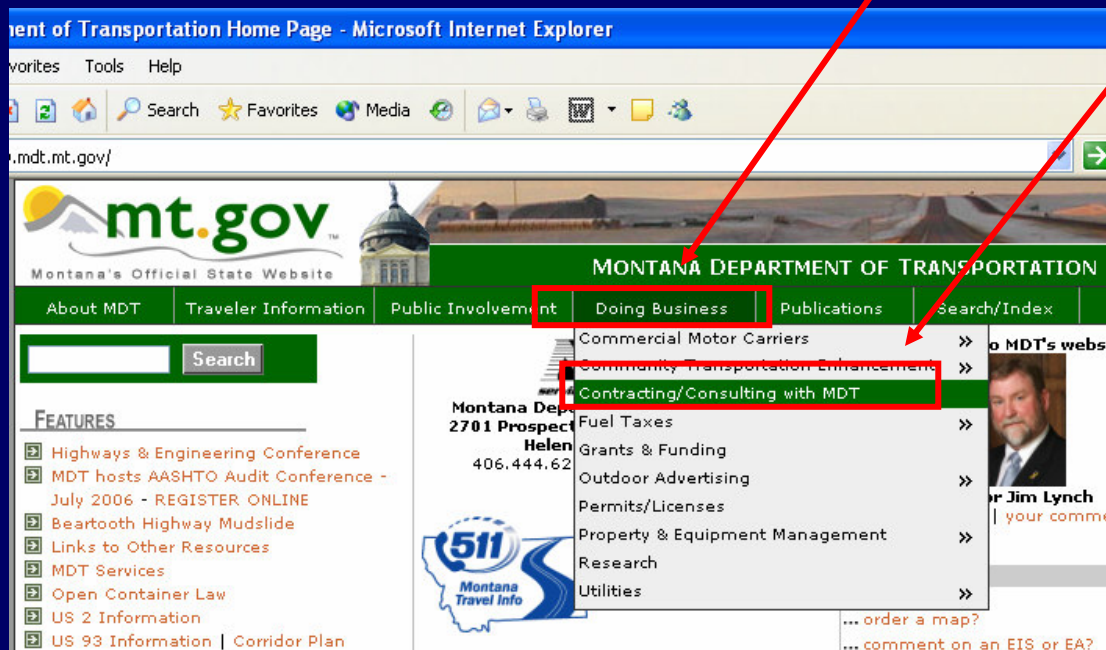 ment of Transportation Home Page - Microsoft Internet Explorer
vorites Tools Help
Search Favorites Media
.mdt.mt.gov/
mt.gov
Montana's Official State Website
MONTANA DEPARTMENT OF TRANSPORTATION
About MDT Traveler Information Public Involvement Doing Business Publications Search/Index
Search
FEATURES
Highways & Engineering Conference
MDT hosts AASHTO Audit Conference -
July 2006 - REGISTER ONLINE
Beartooth Highway Mudslide
Links to Other Resources
MDT Services
Open Container Law
US 2 Information
US 93 Information | Corridor Plan
Montana Dep
2701 Prospect
Helen
406.444.62
511
Montana
Travel Info
Commercial Motor Carriers »
Community Transportation Enhancement »
Contracting/Consulting with MDT
Fuel Taxes »
Grants & Funding
Outdoor Advertising »
Permits/Licenses
Property & Equipment Management »
Research
Utilities »
o MDT's webs
r Jim Lynch
| your comme
... order a map?
... comment on an EIS or EA?